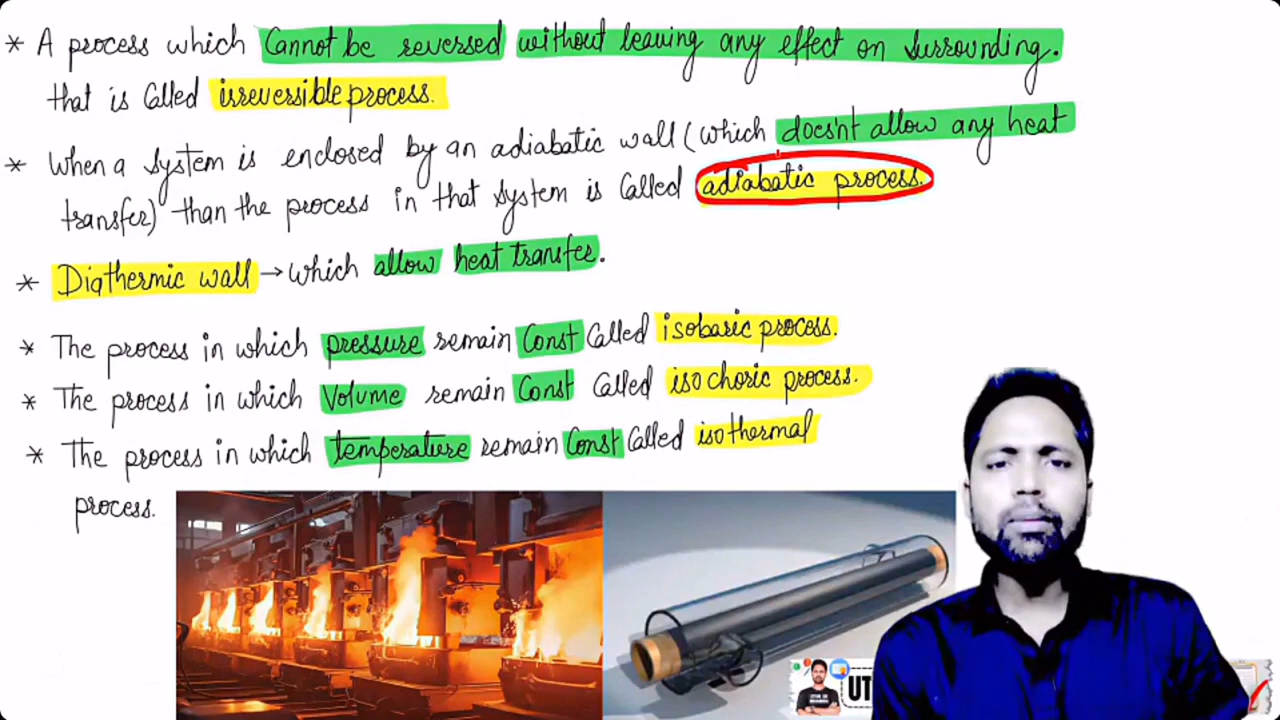 * A process which Cannot be reversed without leaving any effect on surrounding.
that is Called irreversible process.
* When a system is enclosed by an adiabatic wall (which does'nt allow any heat
transfer) than the process in that system is Called adiabatic process.
* Diathermic wall → which allow heat transfer.
* The process in which pressure remain Const Called isobaric process.
* The process in which Volume remain Const Called isochoric process.
* The process in which temperature remain Const Called isothermal
process.
UT